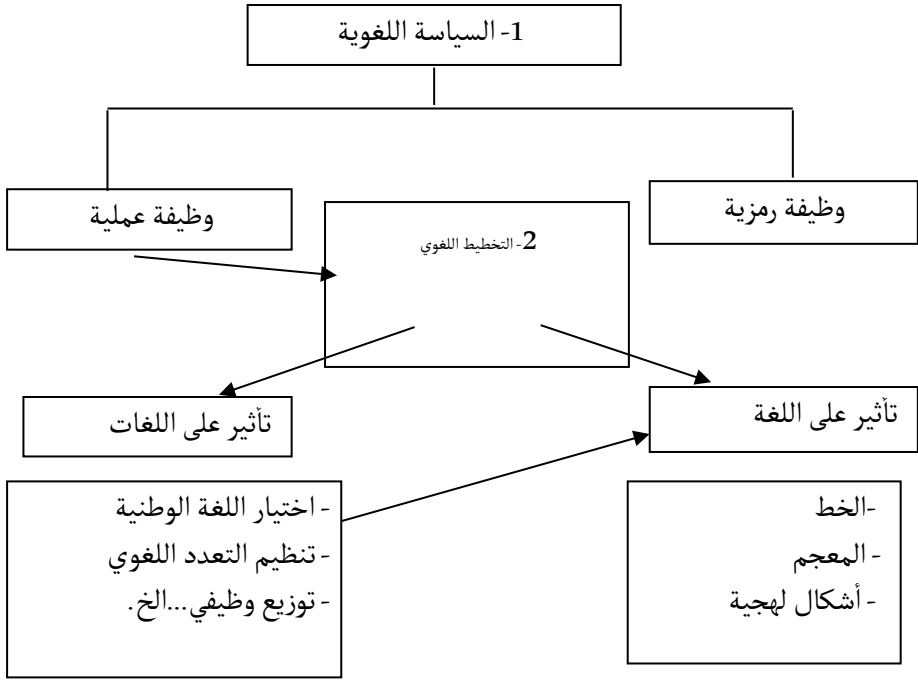 1- السياسة اللغوية
وظيفة رمزية
وظيفة عملية
2- التخطيط اللغوي
تأثير على اللغة
تأثير على اللغات
-الخط
- المعجم
- أشكال لهجية
- اختيار اللغة الوطنية
- تنظيم التعدد اللغوي
- توزيع وظيفي...الخ.